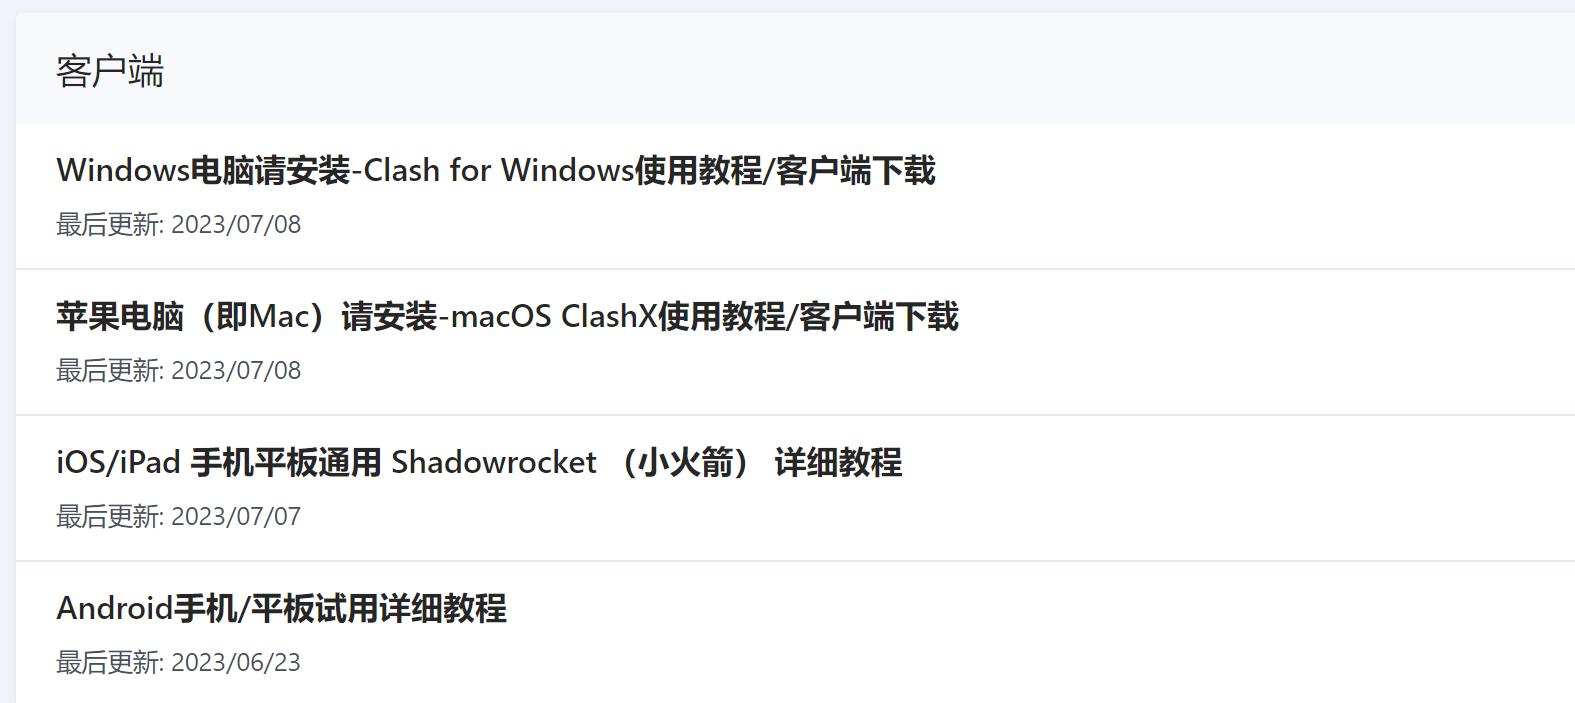 客户端
Windows电脑请安装-Clash for Windows使用教程/客户端下载
最后更新: 2023/07/08
苹果电脑（即Mac）请安装-macOS ClashX使用教程/客户端下载
最后更新: 2023/07/08
iOS/iPad 手机平板通用 Shadowrocket （小火箭） 详细教程
最后更新: 2023/07/07
Android手机/平板试用详细教程
最后更新: 2023/06/23